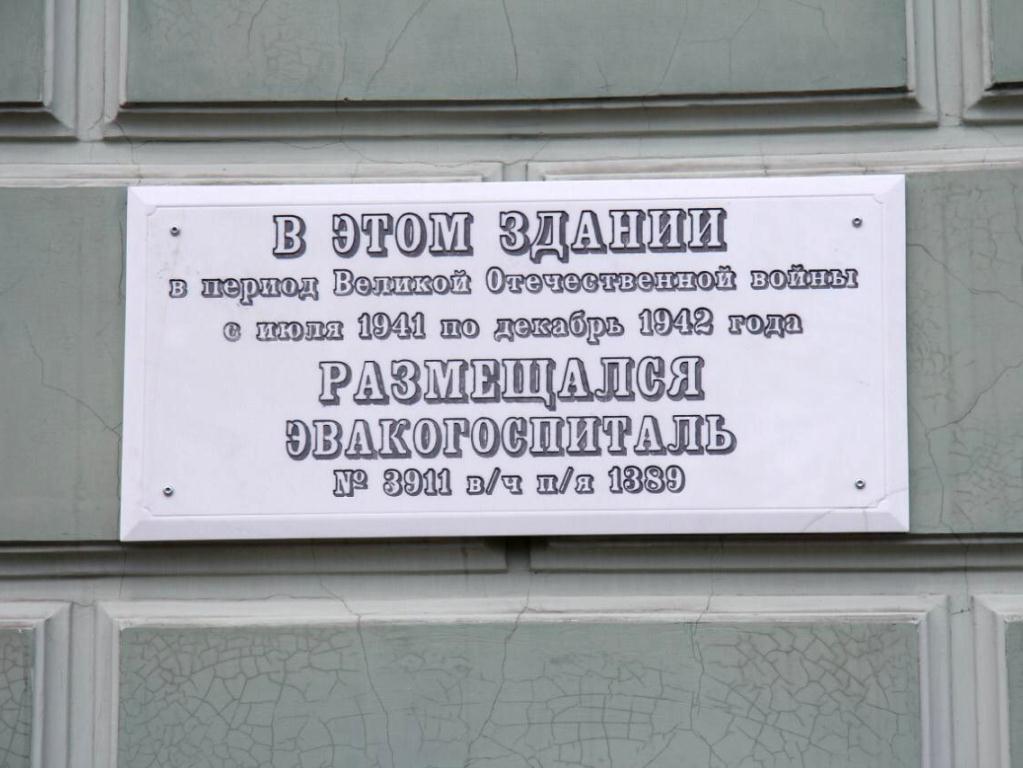 В ЭТОМ ЗДАНИИ
в период Великой Отечественной войны
с июля 1941 по декабрь 1942 года
РАЗМЕЩАЛСЯ
ЭВАКОГОСПИТАЛЬ
№ 3911 в/ч п/я 1389